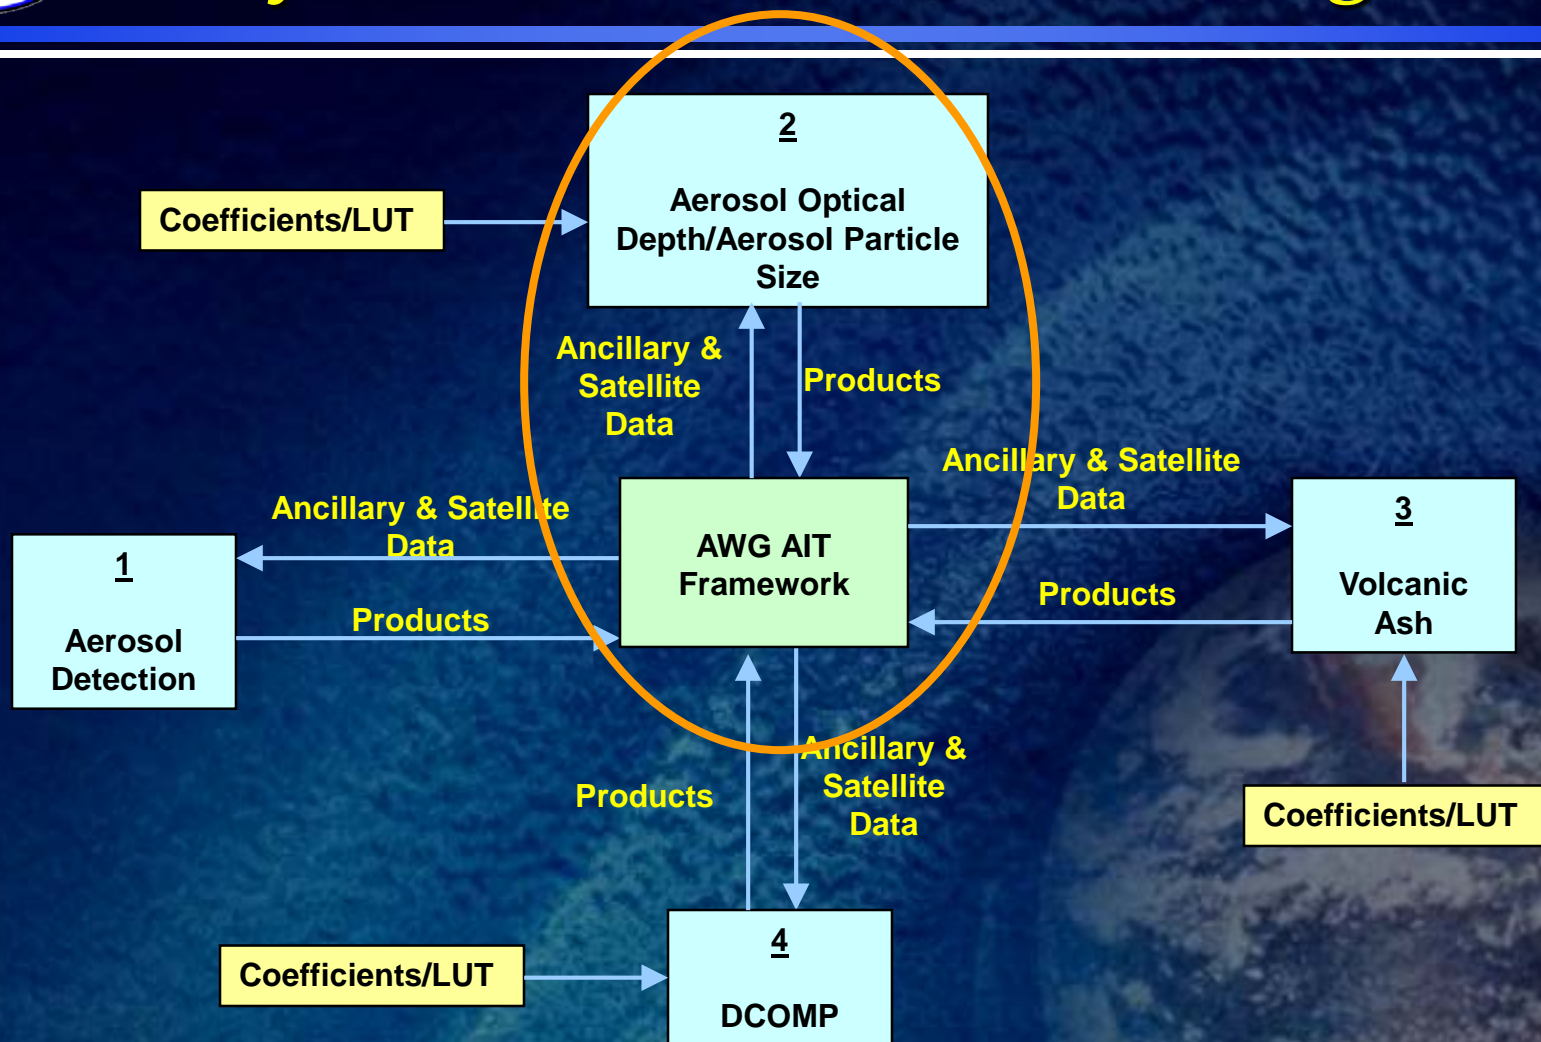 2
Aerosol Optical
Depth/Aerosol Particle
Size
Coefficients/LUT
Ancillary &
Satellite
Data
Products
Ancillary & Satellite
Data
Ancillary & Satellite
Data
1
Aerosol
Detection
AWG AIT
Framework
3
Volcanic
Ash
Products
Products
Products
Ancillary &
Satellite
Data
Coefficients/LUT
4
DCOMP
Coefficients/LUT